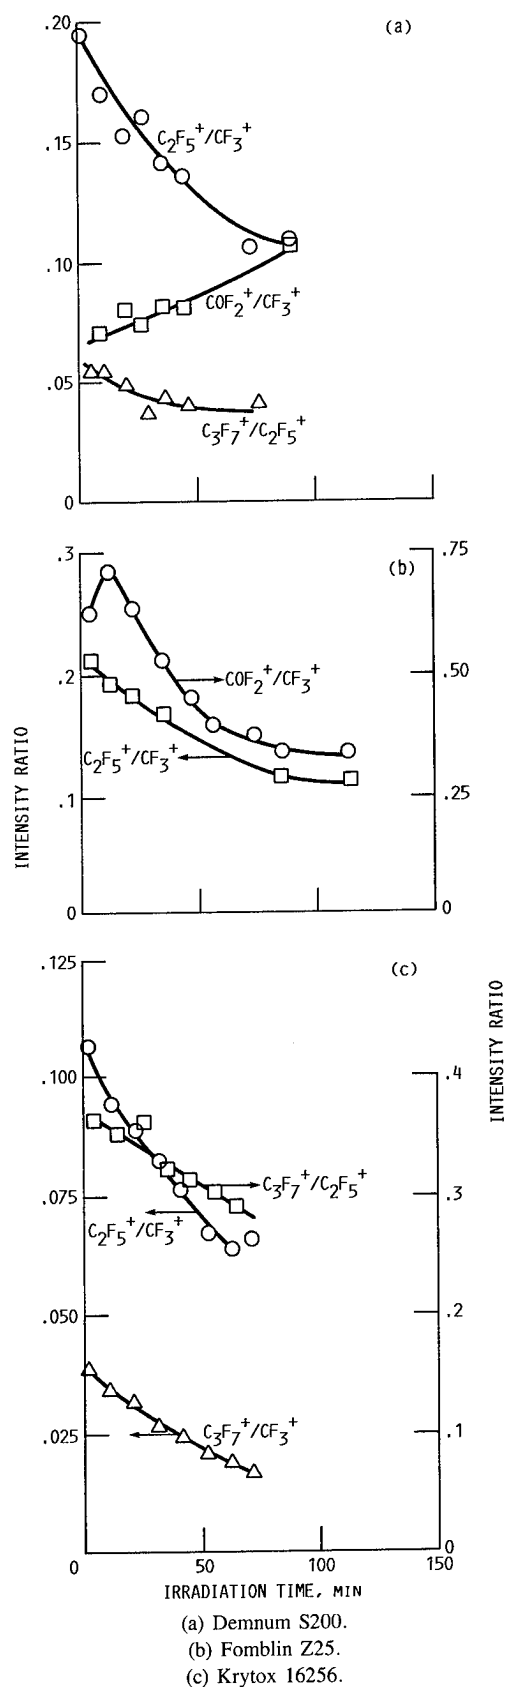 .20
(a)
.15
C₂F₅⁺/CF₃⁺
.10
COF₂⁺/CF₃⁺
.05
C₃F₇⁺/C₂F₅⁺
0
.3
.75
(b)
COF₂⁺/CF₃⁺
.2
.50
C₂F₅⁺/CF₃⁺
.1
.25
0
0
INTENSITY RATIO
.125
(c)
INTENSITY RATIO
.100
.4
C₃F₇⁺/C₂F₅⁺
.075
.3
C₂F₅⁺/CF₃⁺
.050
.2
C₃F₇⁺/CF₃⁺
.025
.1
0
0
0
50
100
150
IRRADIATION TIME, MIN
(a) Demnum S200.
(b) Fomblin Z25.
(c) Krytox 16256.